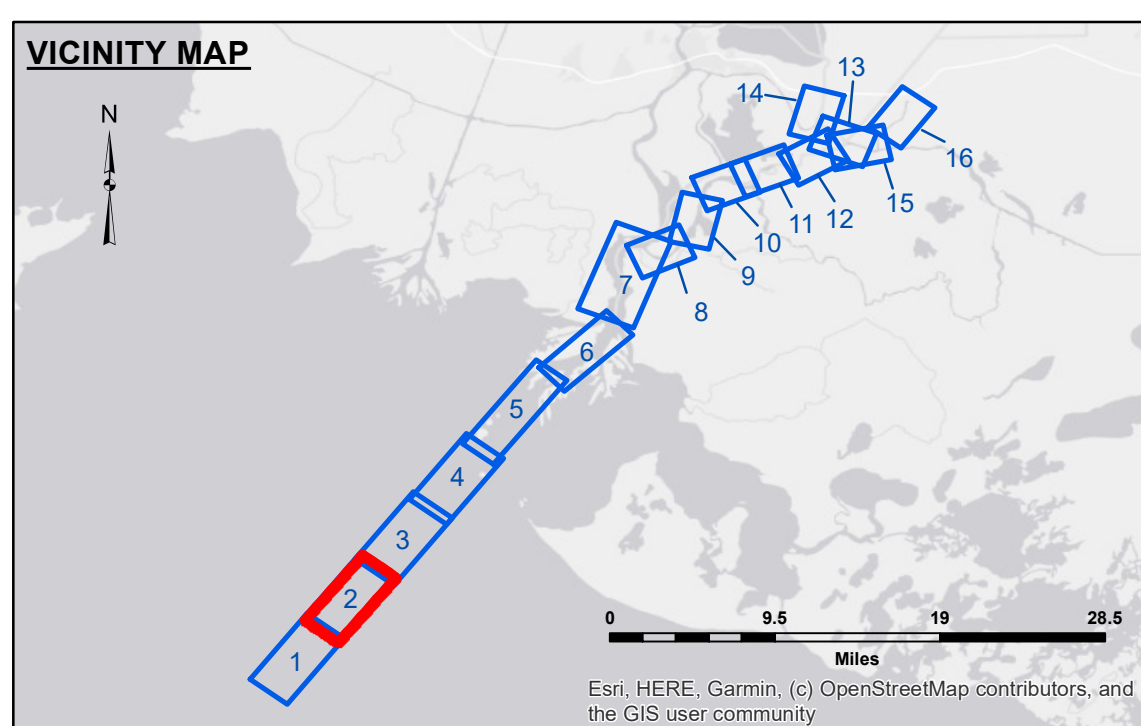 VICINITY MAP
N
13
14
16
15
12
11
10
9
7
8
6
5
4
3
2
1
0 9.5 19 28.5
Miles
Esri, HERE, Garmin, (c) OpenStreetMap contributors, and
the GIS user community